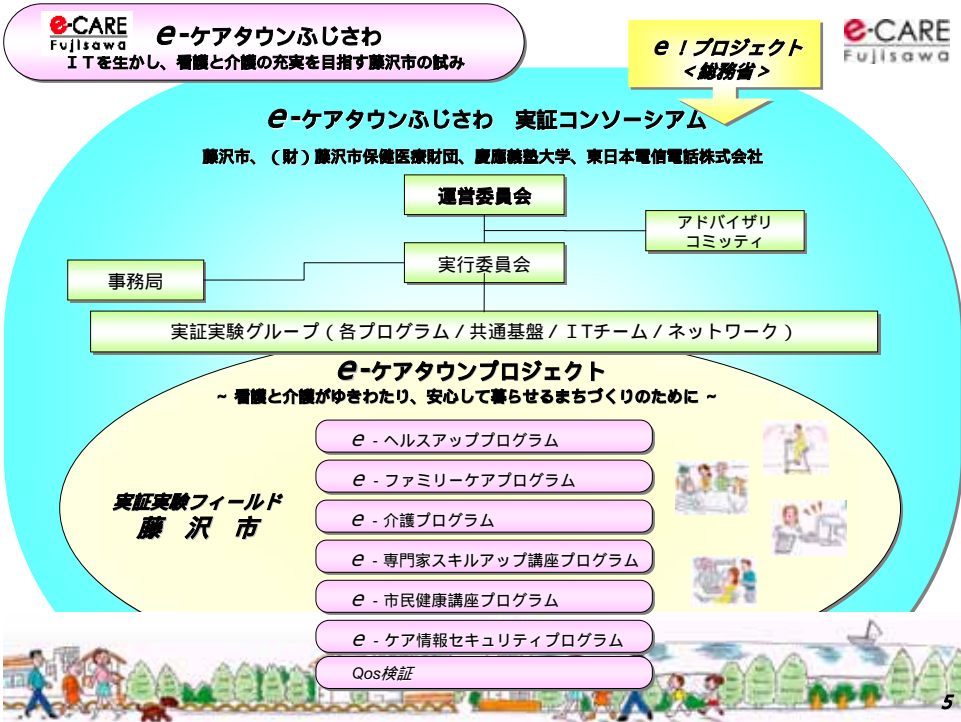 e-CARE
Fujisawa
e-ケアタウンふじさわ
ＩＴを生かし、看護と介護の充実を目指す藤沢市の試み
e！プロジェクト
＜総務省＞
e-CARE
Fujisawa
e-ケアタウンふじさわ　実証コンソーシアム
藤沢市、（財）藤沢市保健医療財団、慶應義塾大学、東日本電信電話株式会社
運営委員会
アドバイザリ
コミッティ
実行委員会
事務局
実証実験グループ（各プログラム／共通基盤／ＩTチーム／ネットワーク）
e-ケアタウンプロジェクト
~ 看護と介護がゆきわたり、安心して暮らせるまちづくりのために ~
e - ヘルスアッププログラム
e - ファミリーケアプログラム
実証実験フィールド
藤　沢　市
e - 介護プログラム
e - 専門家スキルアップ講座プログラム
e - 市民健康講座プログラム
e - ケア情報セキュリティプログラム
Qos検証
5